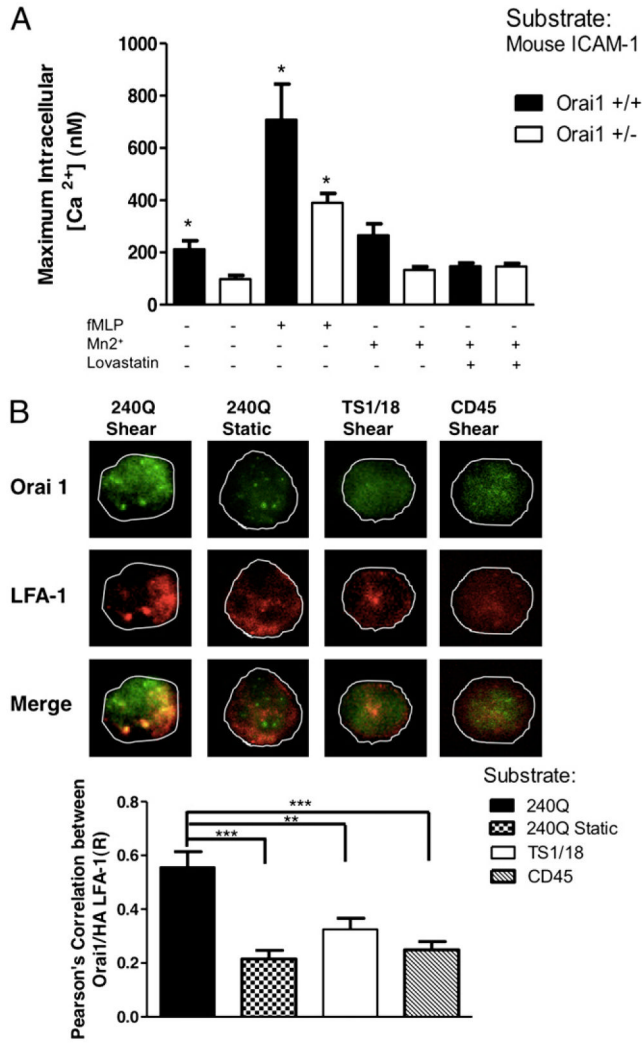 A
Substrate:
Mouse ICAM-1
Orai1 +/+
Orai1 +/-
Maximum Intracellular
[Ca 2+] (nM)
1000
800
600
400
200
0
*
*
*
fMLP - - + + - - - -
Mn2+ - - - - + + + +
Lovastatin - - - - - - + +
B
240Q Shear
240Q Static
TS1/18 Shear
CD45 Shear
Orai 1
LFA-1
Merge
Pearson's Correlation between
Orai1/HA LFA-1(R)
0.8
0.6
0.4
0.2
0.0
***
**
***
Substrate:
240Q
240Q Static
TS1/18
CD45